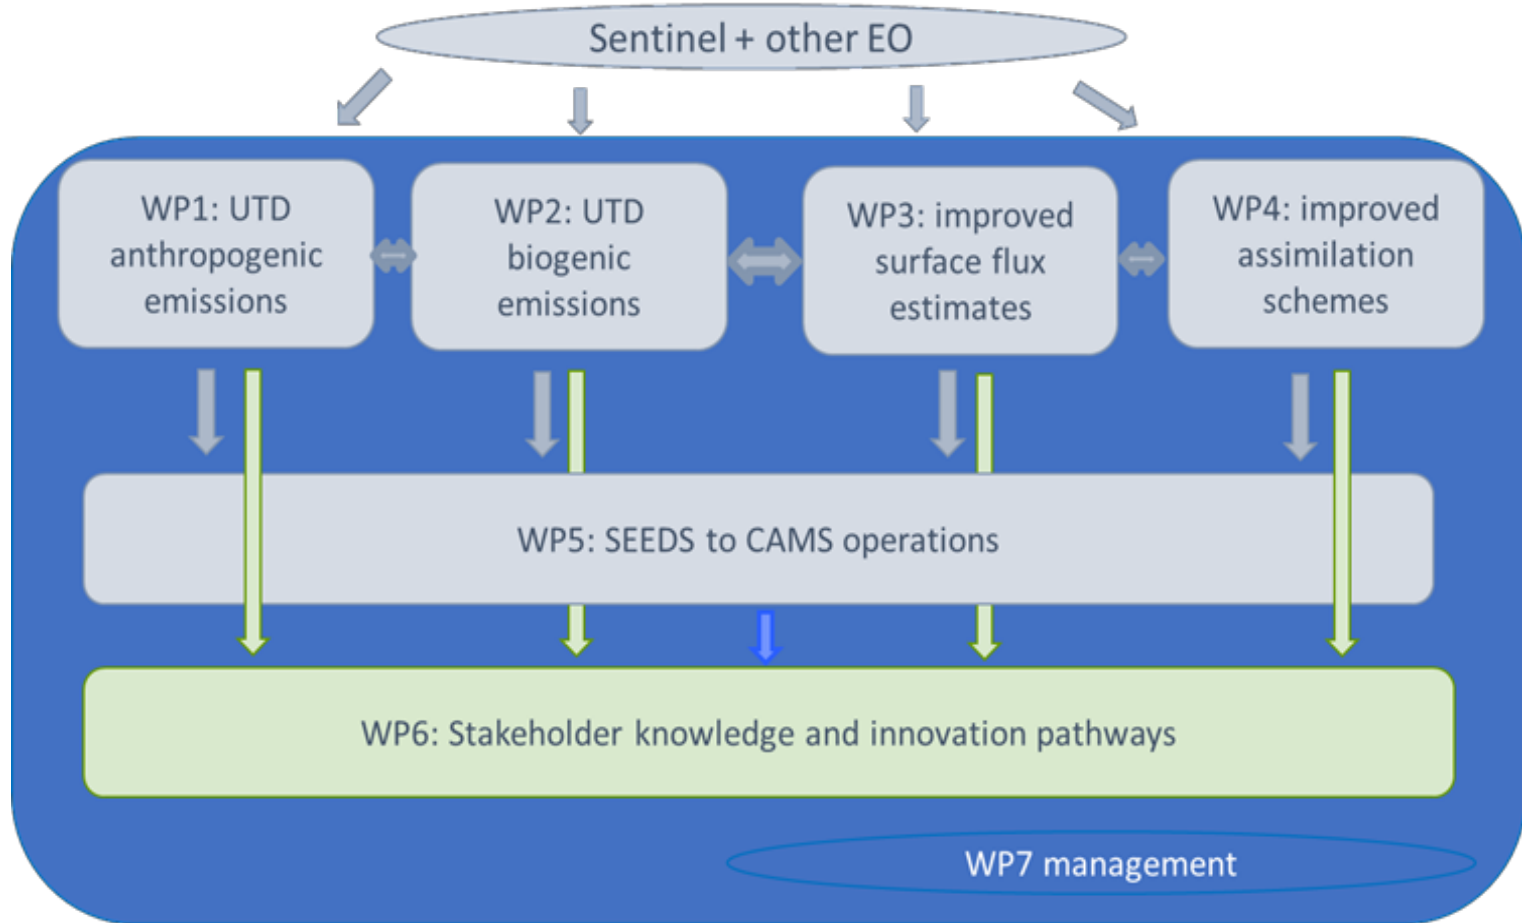 Sentinel + other EO
WP1: UTD
anthropogenic
emissions
WP2: UTD
biogenic
emissions
WP3: improved
surface flux
estimates
WP4: improved
assimilation
schemes
WP5: SEEDS to CAMS operations
WP6: Stakeholder knowledge and innovation pathways
WP7 management